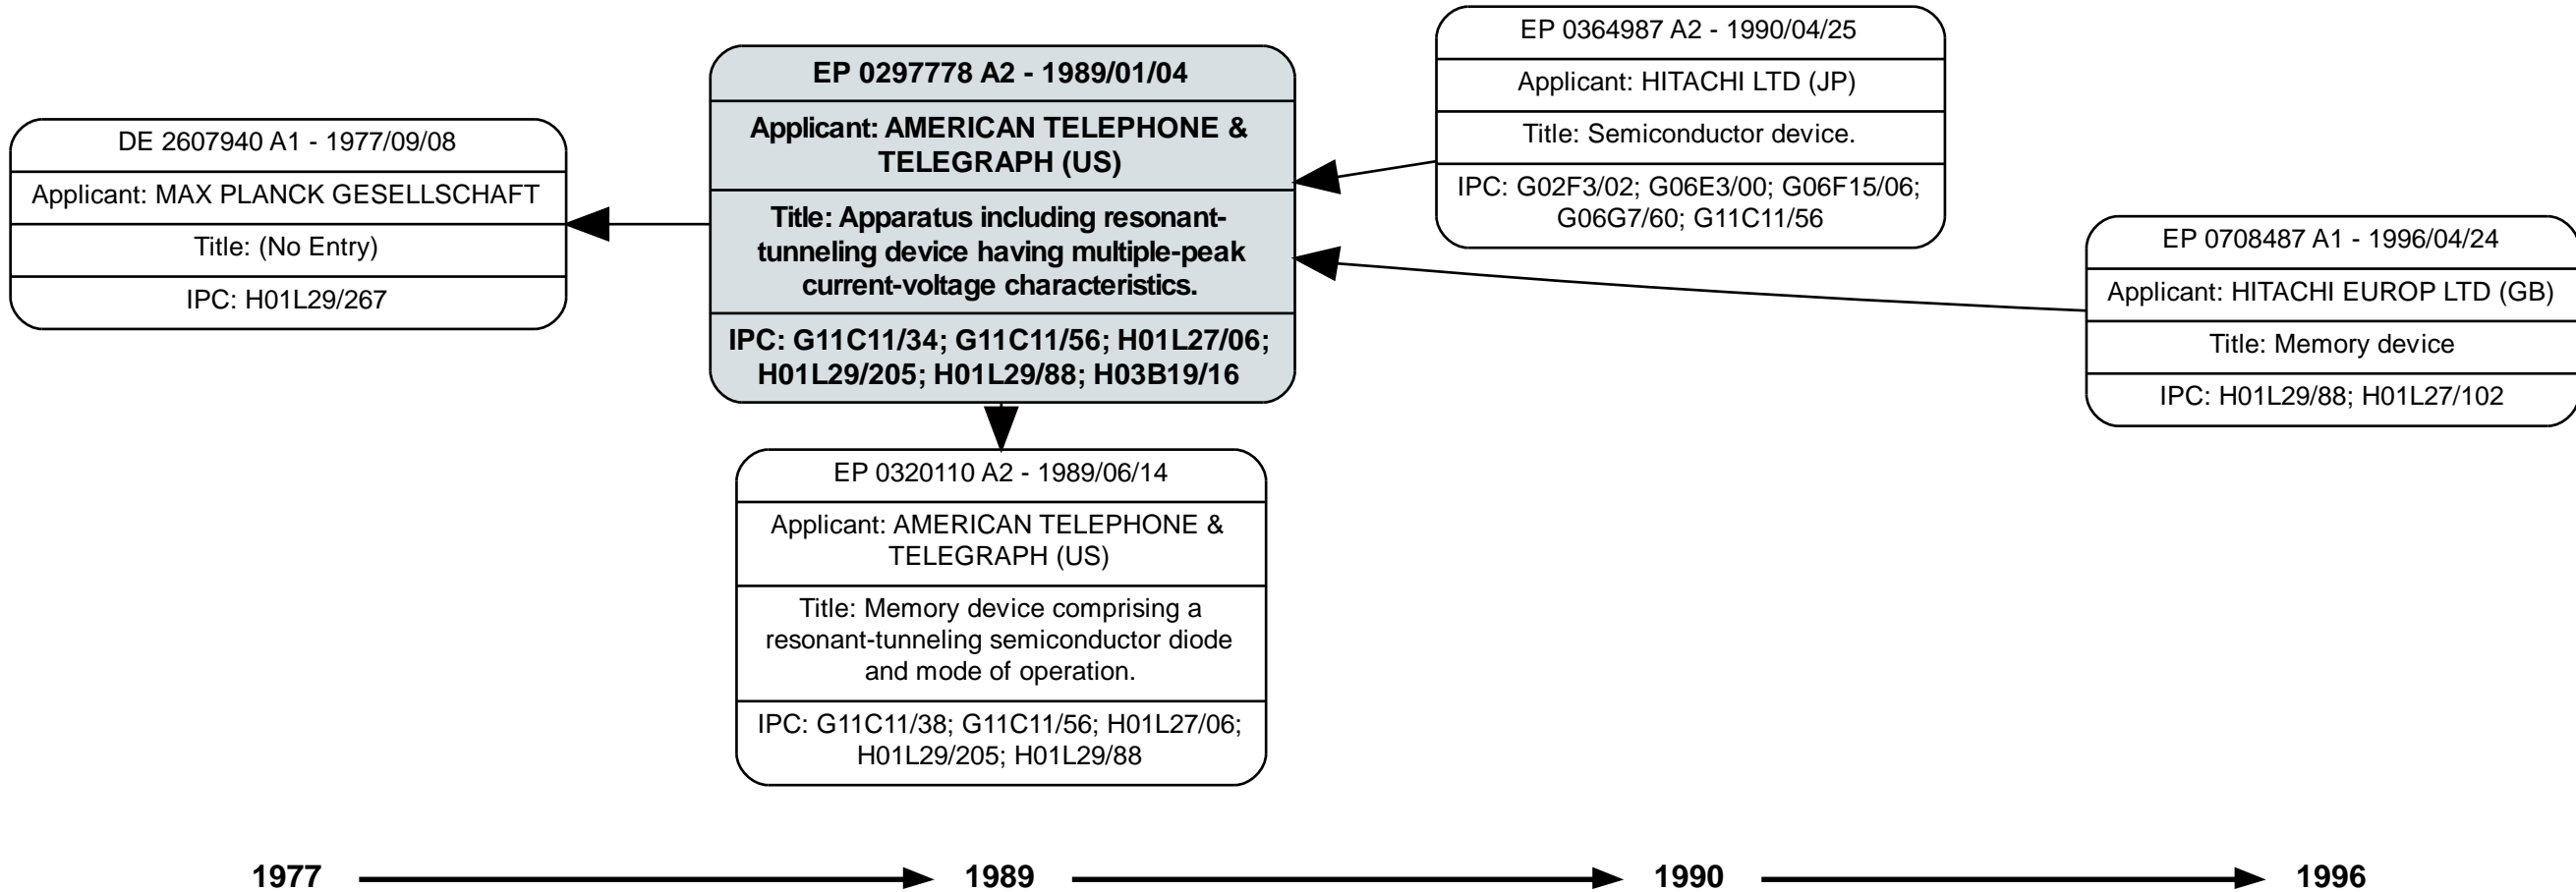 DE 2607940 A1 - 1977/09/08
Applicant: MAX PLANCK GESELLSCHAFT
Title: (No Entry)
IPC: H01L29/267
EP 0297778 A2 - 1989/01/04
Applicant: AMERICAN TELEPHONE &
TELEGRAPH (US)
Title: Apparatus including resonant-
tunneling device having multiple-peak
current-voltage characteristics.
IPC: G11C11/34; G11C11/56; H01L27/06;
H01L29/205; H01L29/88; H03B19/16
EP 0320110 A2 - 1989/06/14
Applicant: AMERICAN TELEPHONE &
TELEGRAPH (US)
Title: Memory device comprising a
resonant-tunneling semiconductor diode
and mode of operation.
IPC: G11C11/38; G11C11/56; H01L27/06;
H01L29/205; H01L29/88
EP 0364987 A2 - 1990/04/25
Applicant: HITACHI LTD (JP)
Title: Semiconductor device.
IPC: G02F3/02; G06E3/00; G06F15/06;
G06G7/60; G11C11/56
EP 0708487 A1 - 1996/04/24
Applicant: HITACHI EUROP LTD (GB)
Title: Memory device
IPC: H01L29/88; H01L27/102
1977
1989
1990
1996